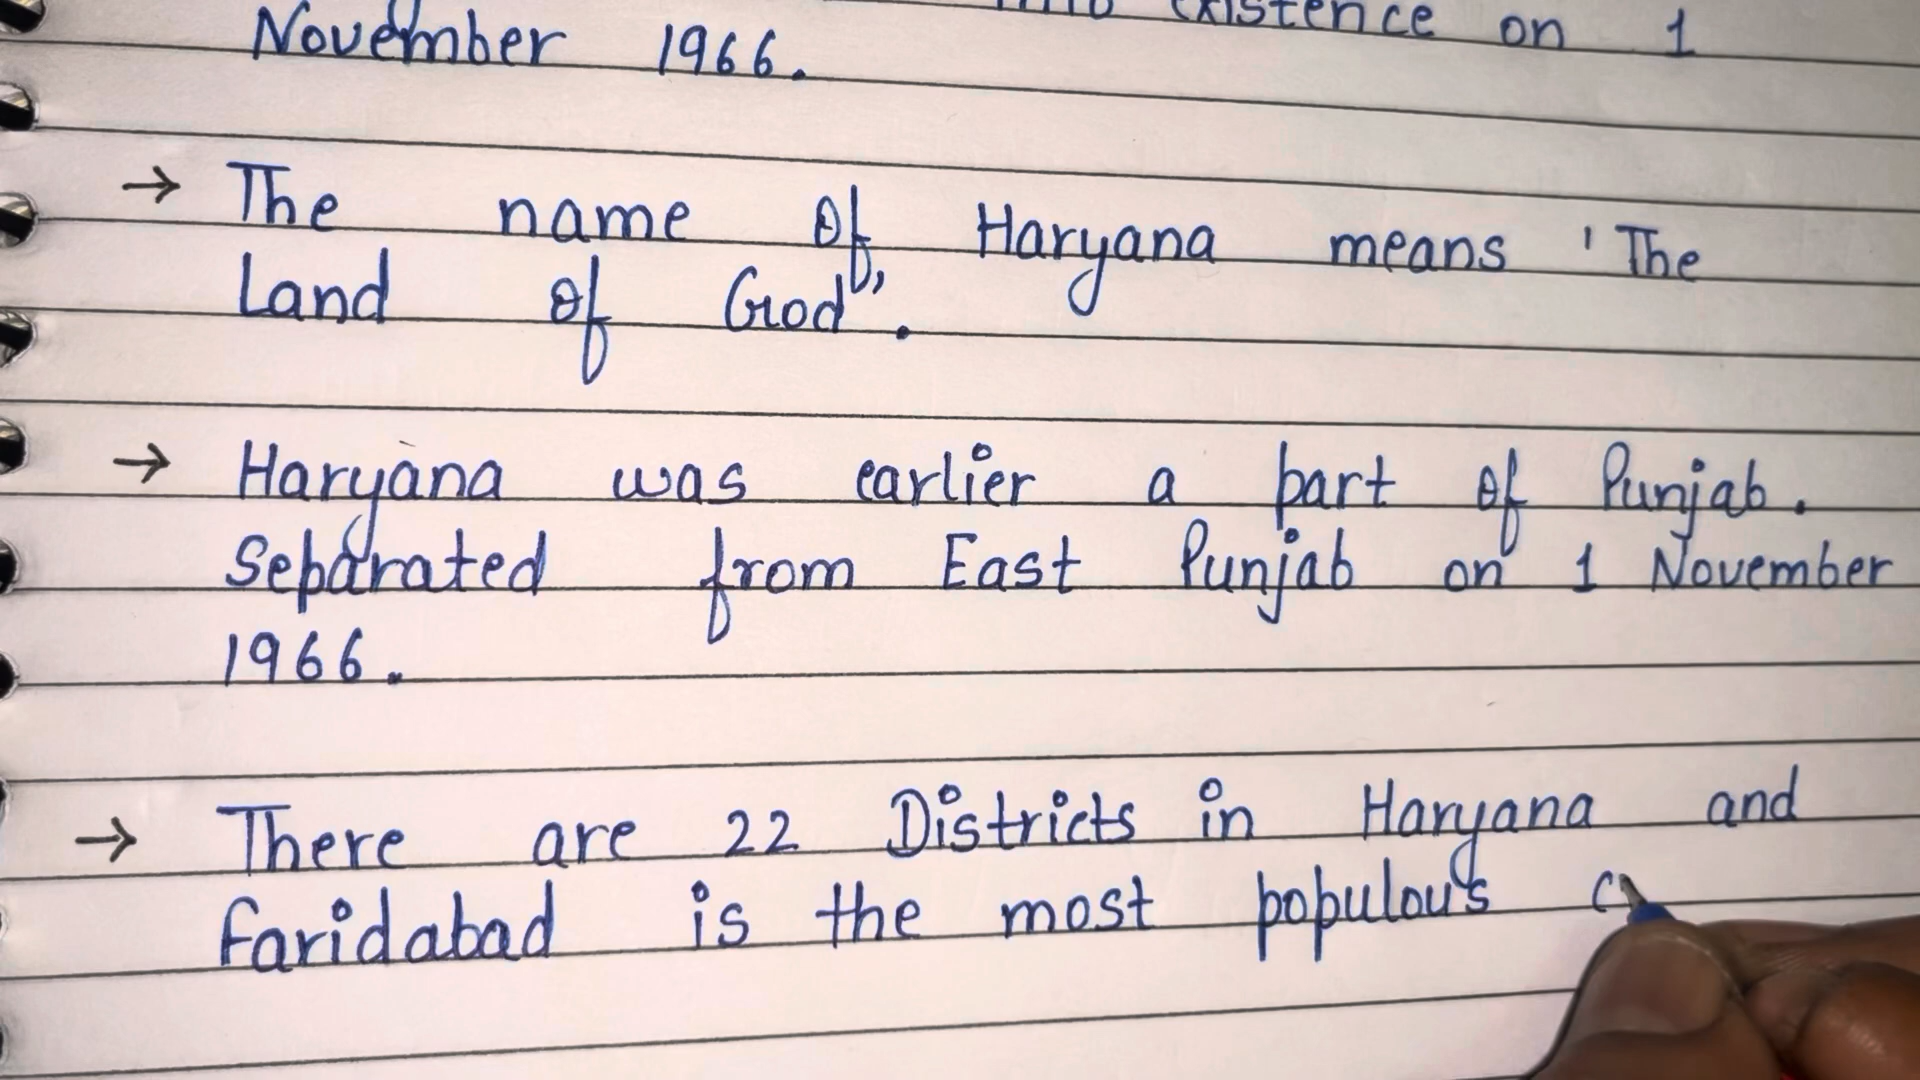 existence on 1
November 1966.
→ The name of Haryana means 'The
Land of God".
→ Haryana was earlier a part of Punjab.
Separated from East Punjab on 1 November
1966.
→ There are 22 Districts in Haryana and
Faridabad is the most populous